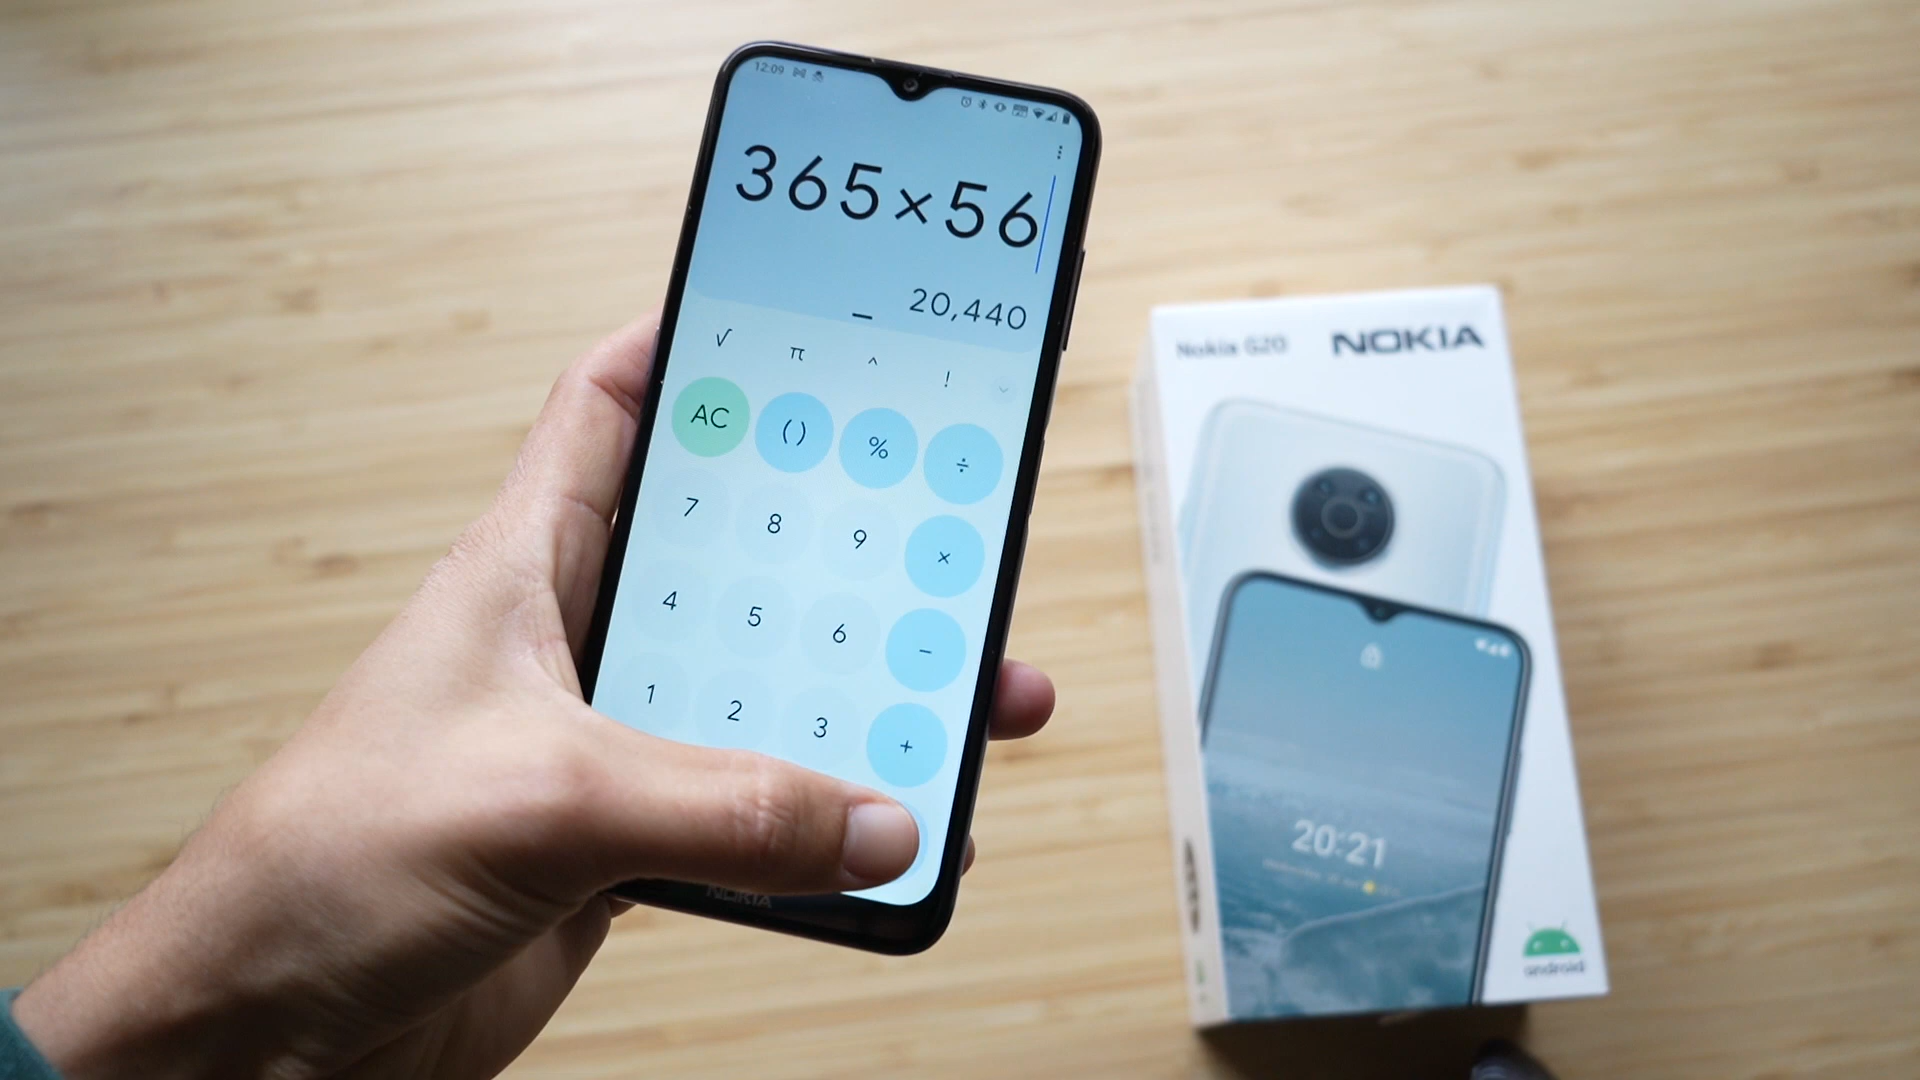 12:09
365×56
20,440
√ π ^ !
AC () % ÷
7 8 9 ×
4 5 6 −
1 2 3 +
NOKIA
Nokia G20 NOKIA
20:21
android